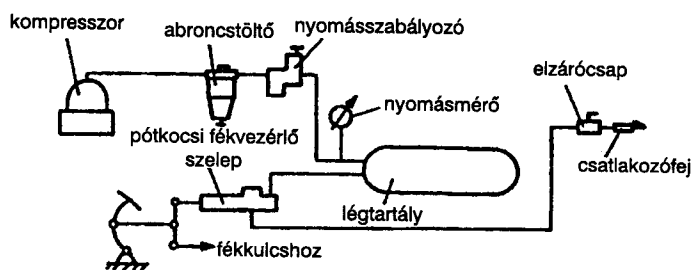 kompresszor
abroncstöltő
nyomásszabályozó
elzárócsap
nyomásmérő
pótkocsi fékvezérlő
szelep
csatlakozófej
légtartály
fékkulcshoz